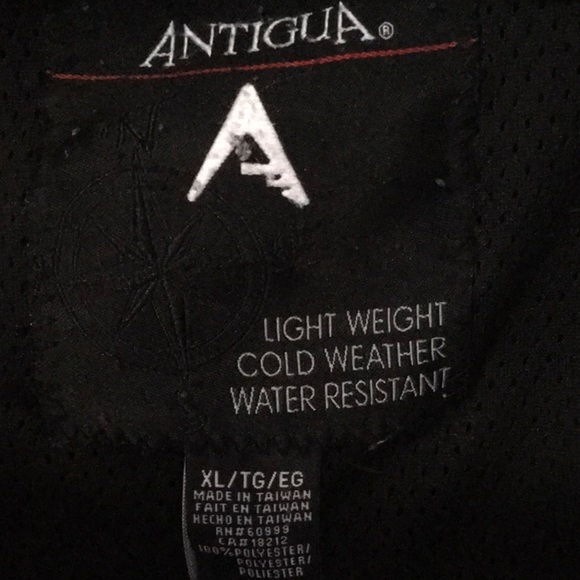 ANTIGUA®
A
N
LIGHT WEIGHT
COLD WEATHER
WATER RESISTANT
XL/TG/EG
MADE IN TAIWAN
FAIT EN TAIWAN
HECHO EN TAIWAN
RN#60999
CA#18212
100%POLYESTER/
POLYESTER/
POLIESTER